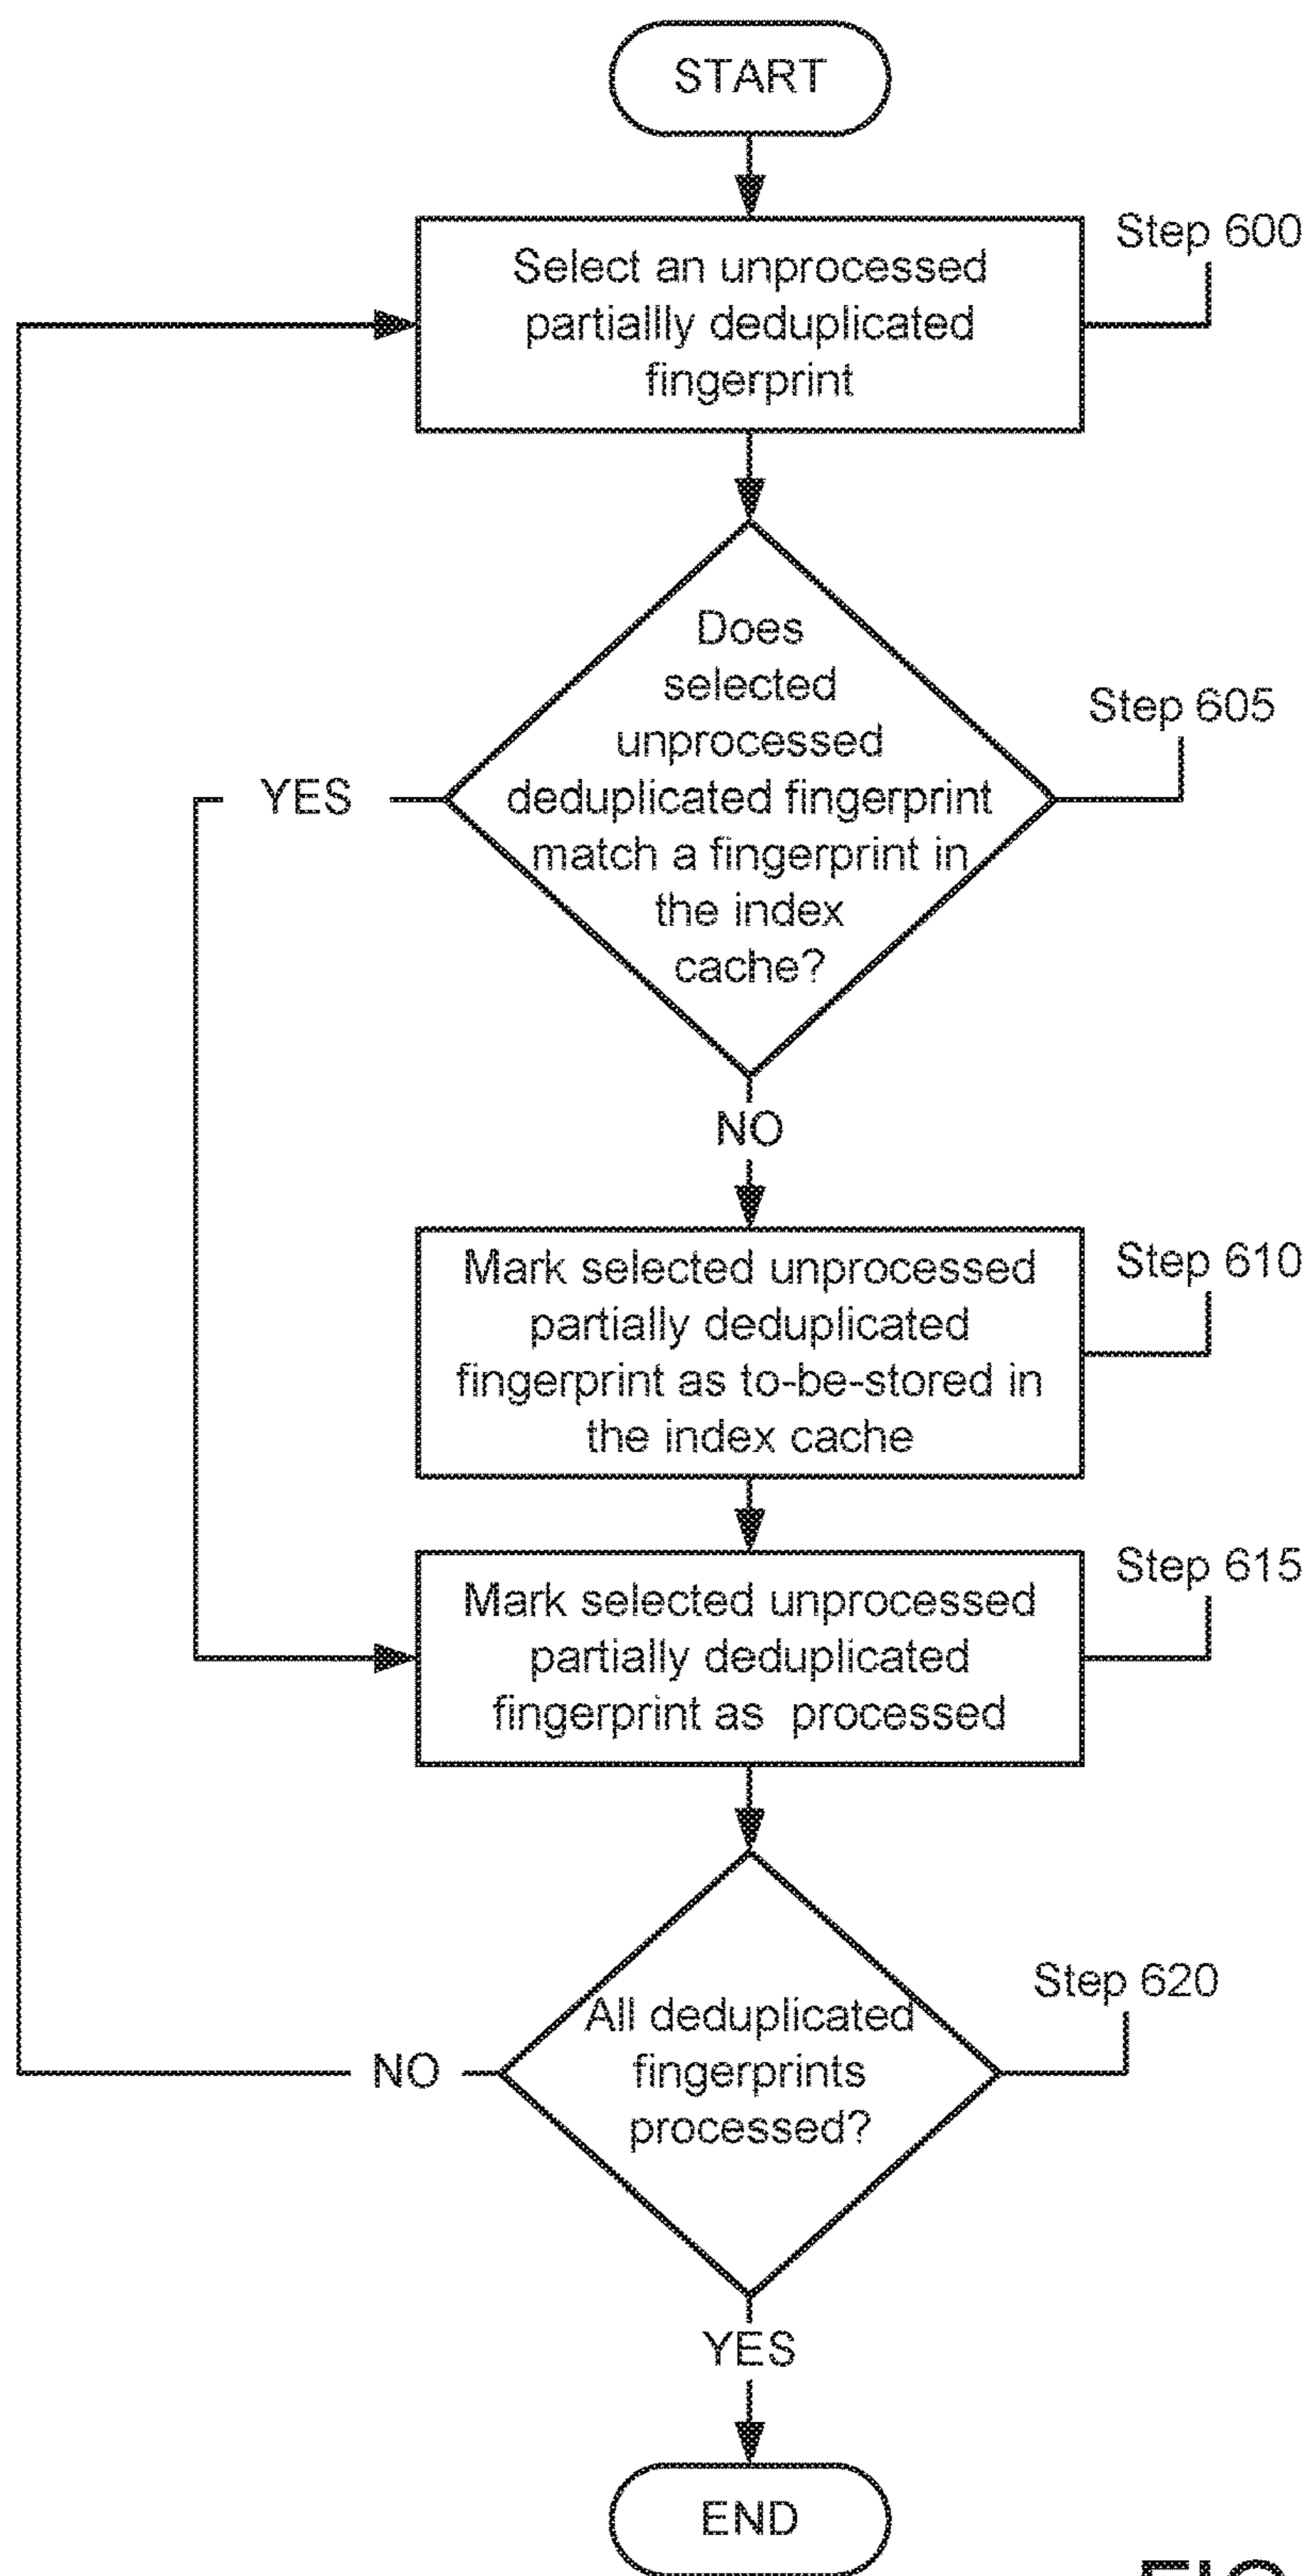 START
Step 600
Select an unprocessed
partiallly deduplicated
fingerprint
Does
selected
unprocessed
deduplicated fingerprint
match a fingerprint in
the index
cache?
Step 605
YES
NO
Step 610
Mark selected unprocessed
partially deduplicated
fingerprint as to-be-stored in
the index cache
Step 615
Mark selected unprocessed
partially deduplicated
fingerprint as processed
Step 620
All deduplicated
fingerprints
processed?
NO
YES
END